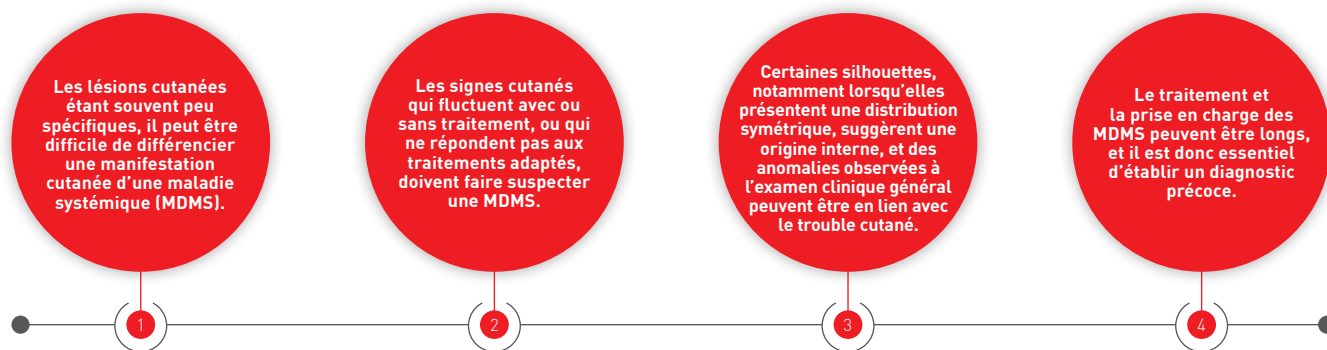 Les lésions cutanées
étant souvent peu
spécifiques, il peut être
difficile de différencier
une manifestation
cutanée d'une maladie
systémique (MDMS).
1
Les signes cutanés
qui fluctuent avec ou
sans traitement, ou qui
ne répondent pas aux
traitements adaptés,
doivent faire suspecter
une MDMS.
2
Certaines silhouettes,
notamment lorsqu'elles
présentent une distribution
symétrique, suggèrent une
origine interne, et des
anomalies observées à
l'examen clinique général
peuvent être en lien avec
le trouble cutané.
3
Le traitement et
la prise en charge des
MDMS peuvent être longs,
et il est donc essentiel
d'établir un diagnostic
précoce.
4